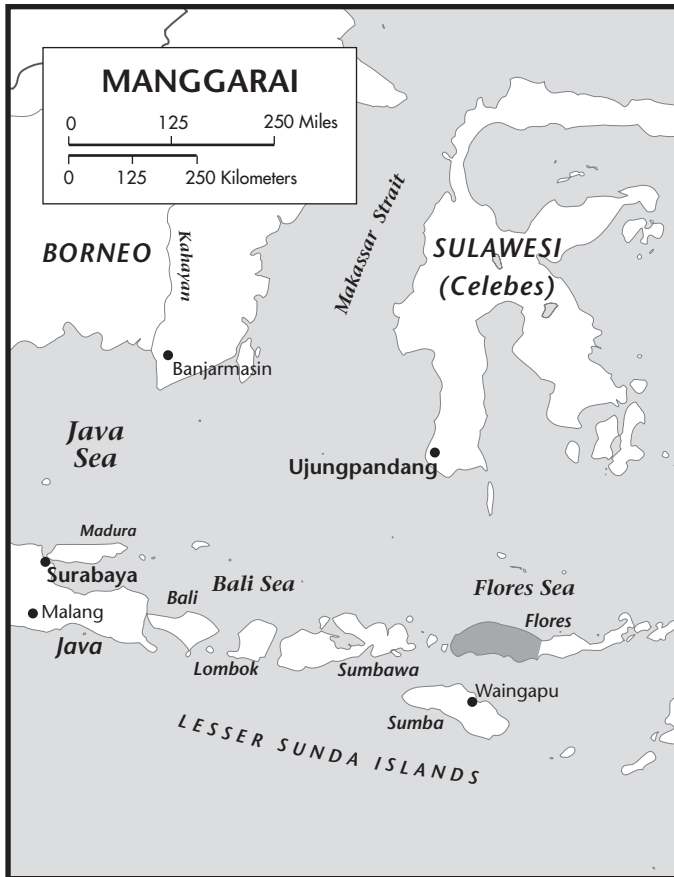 MANGGARAI
0 125 250 Miles
0 125 250 Kilometers
BORNEO
Kahayan
Makassar Strait
SULAWESI
(Celebes)
Banjarmasin
Java
Sea
Ujungpandang
Madura
Surabaya
Bali Sea
Flores Sea
Bali
Flores
Malang
Java
Lombok
Sumbawa
Waingapu
Sumba
LESSER SUNDA ISLANDS